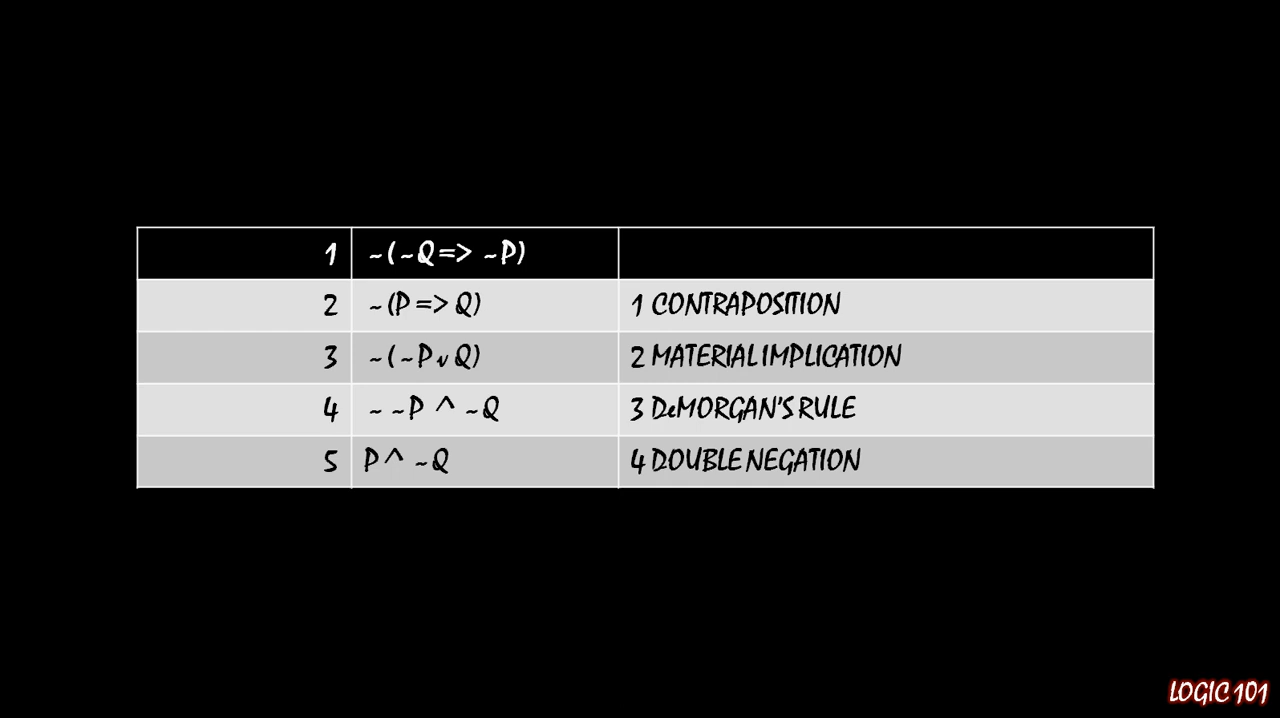 1 ~(~Q => ~P)
2 ~(P => Q) 1 CONTRAPOSITION
3 ~(~P v Q) 2 MATERIAL IMPLICATION
4 ~ ~P ^ ~Q 3 DeMORGAN'S RULE
5 P ^ ~Q 4 DOUBLE NEGATION
LOGIC 101